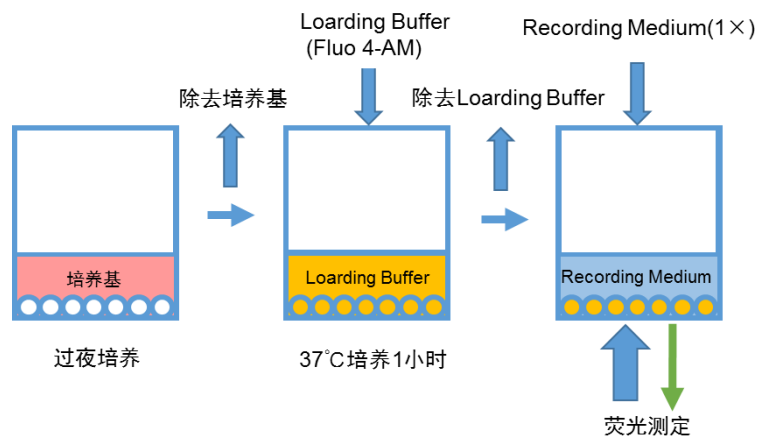 Loarding Buffer
(Fluo 4-AM)
Recording Medium(1×)
除去培养基
除去Loarding Buffer
培养基
Loarding Buffer
Recording Medium
过夜培养
37℃培养1小时
荧光测定